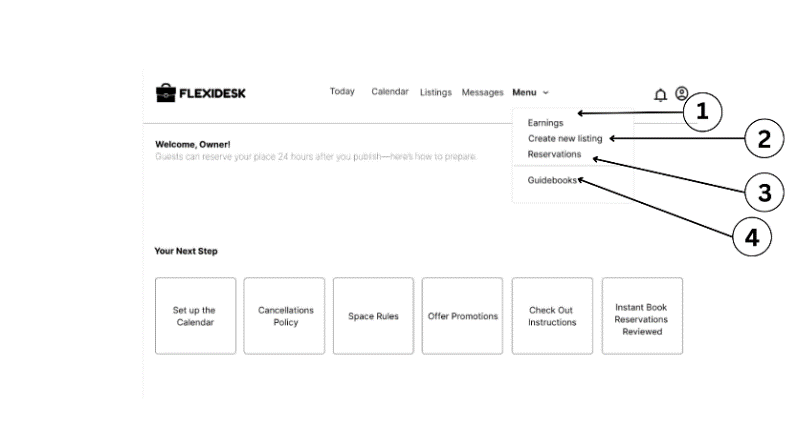 FLEXIDESK
Today Calendar Listings Messages Menu
1
Earnings
Create new listing
2
Reservations
3
Guidebooks
4
Welcome, Owner!
Guests can reserve your place 24 hours after you publish—here's how to prepare.
Your Next Step
Set up the
Calendar
Cancellations
Policy
Space Rules
Offer Promotions
Check Out
Instructions
Instant Book
Reservations
Reviewed